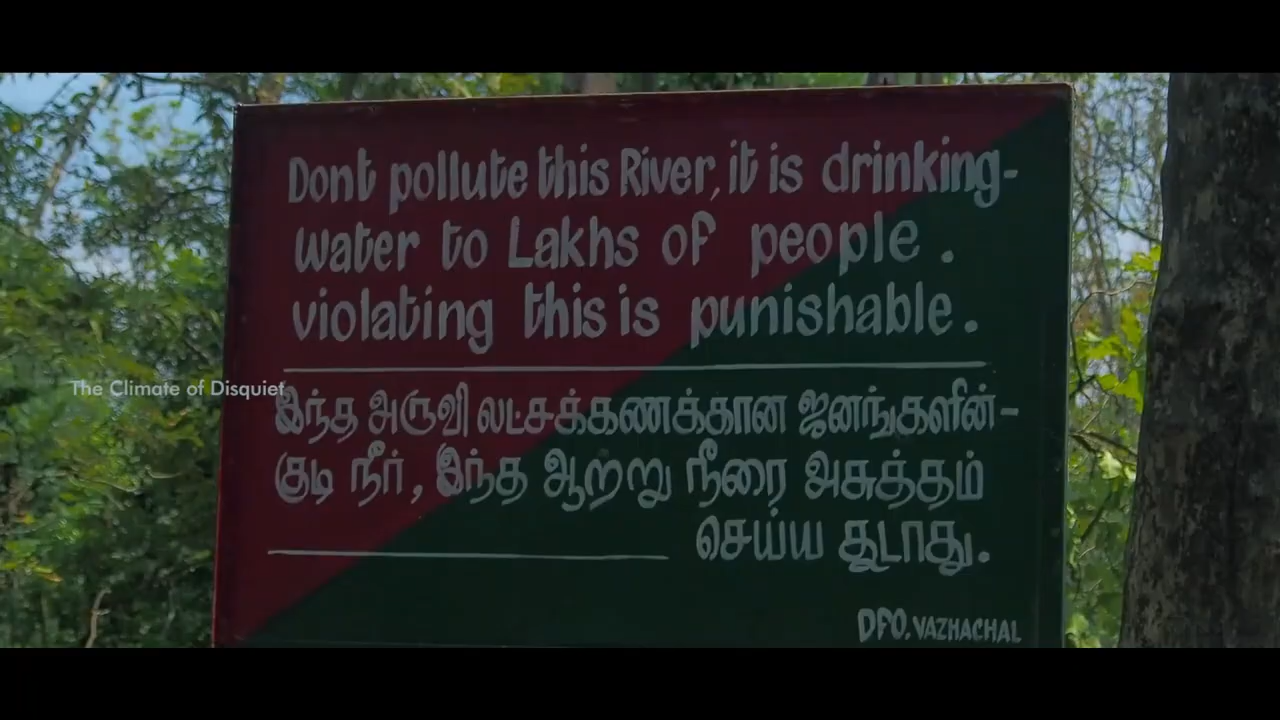 Dont pollute this River, it is drinking-
water to Lakhs of people.
violating this is punishable.
The Climate of Disquiet
இந்த அருவி லட்சக்கணக்கான ஜனங்களின்-
குடி நீர், இந்த ஆற்று நீரை அசுத்தம்
செய்ய கூடாது.
DFO. VAZHACHAL